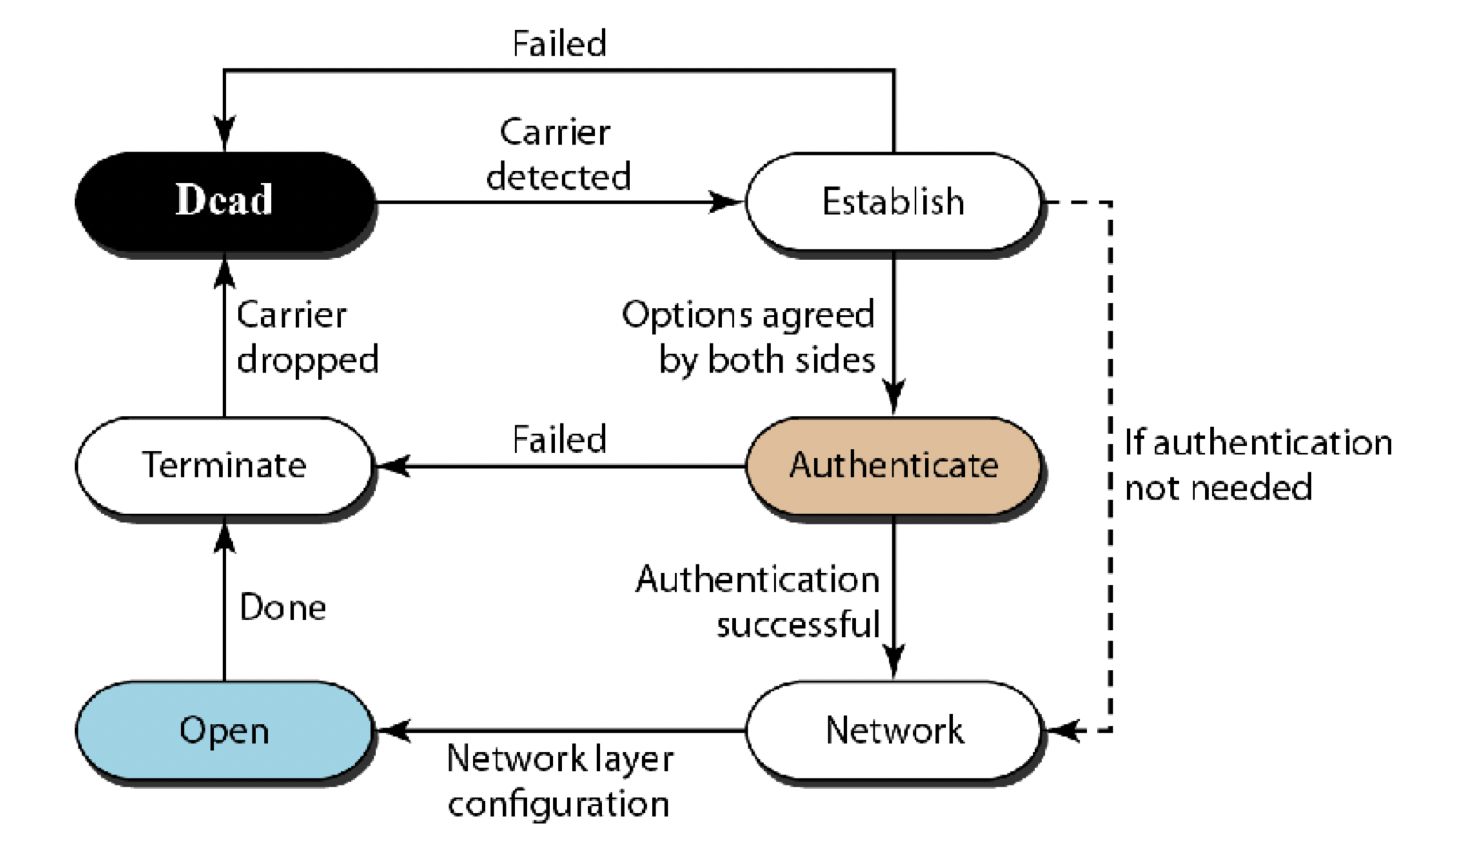 Failed
Carrier
detected
Dead
Establish
Carrier
dropped
Options agreed
by both sides
If authentication
not needed
Failed
Terminate
Authenticate
Done
Authentication
successful
Open
Network
Network layer
configuration